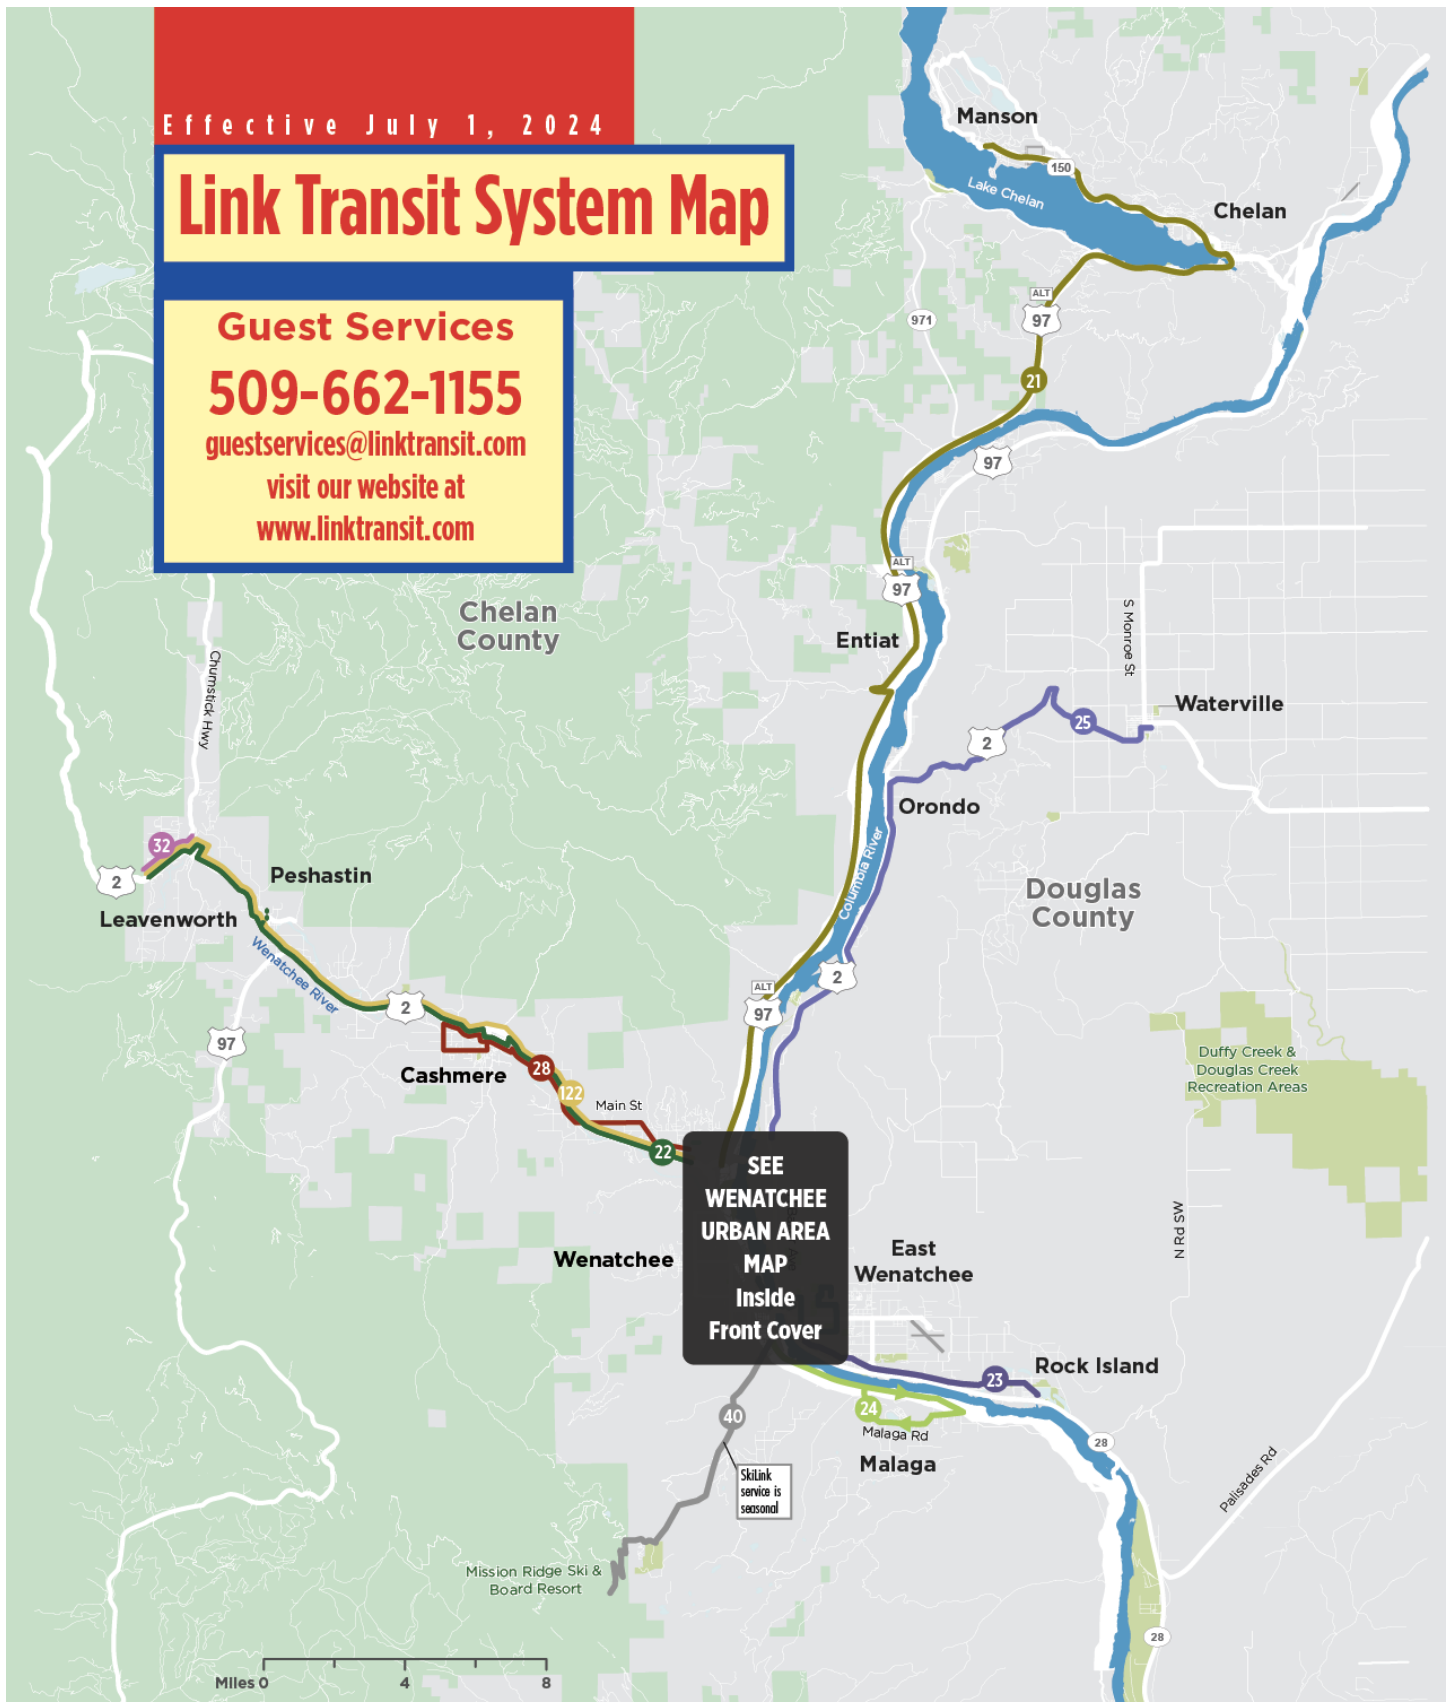 Effective July 1, 2024
Link Transit System Map
Guest Services
509-662-1155
guestservices@linktransit.com
visit our website at
www.linktransit.com
Manson
150
Lake Chelan
Chelan
ALT
97
971
21
97
Chelan
County
ALT
97
Entiat
S Monroe St
Waterville
25
2
Orondo
Chumstick Hwy
32
2
Peshastin
Leavenworth
Wenatchee River
Columbia River
Douglas
County
2
ALT
97
2
97
Cashmere
28
122
Main St
22
Duffy Creek &
Douglas Creek
Recreation Areas
SEE
WENATCHEE
URBAN AREA
MAP
Inside
Front Cover
Wenatchee
East
Wenatchee
N Rd SW
Rock Island
23
24
Malaga Rd
Malaga
40
SkiLink
service is
seasonal
28
Palisades Rd
Mission Ridge Ski &
Board Resort
28
Miles 0 4 8